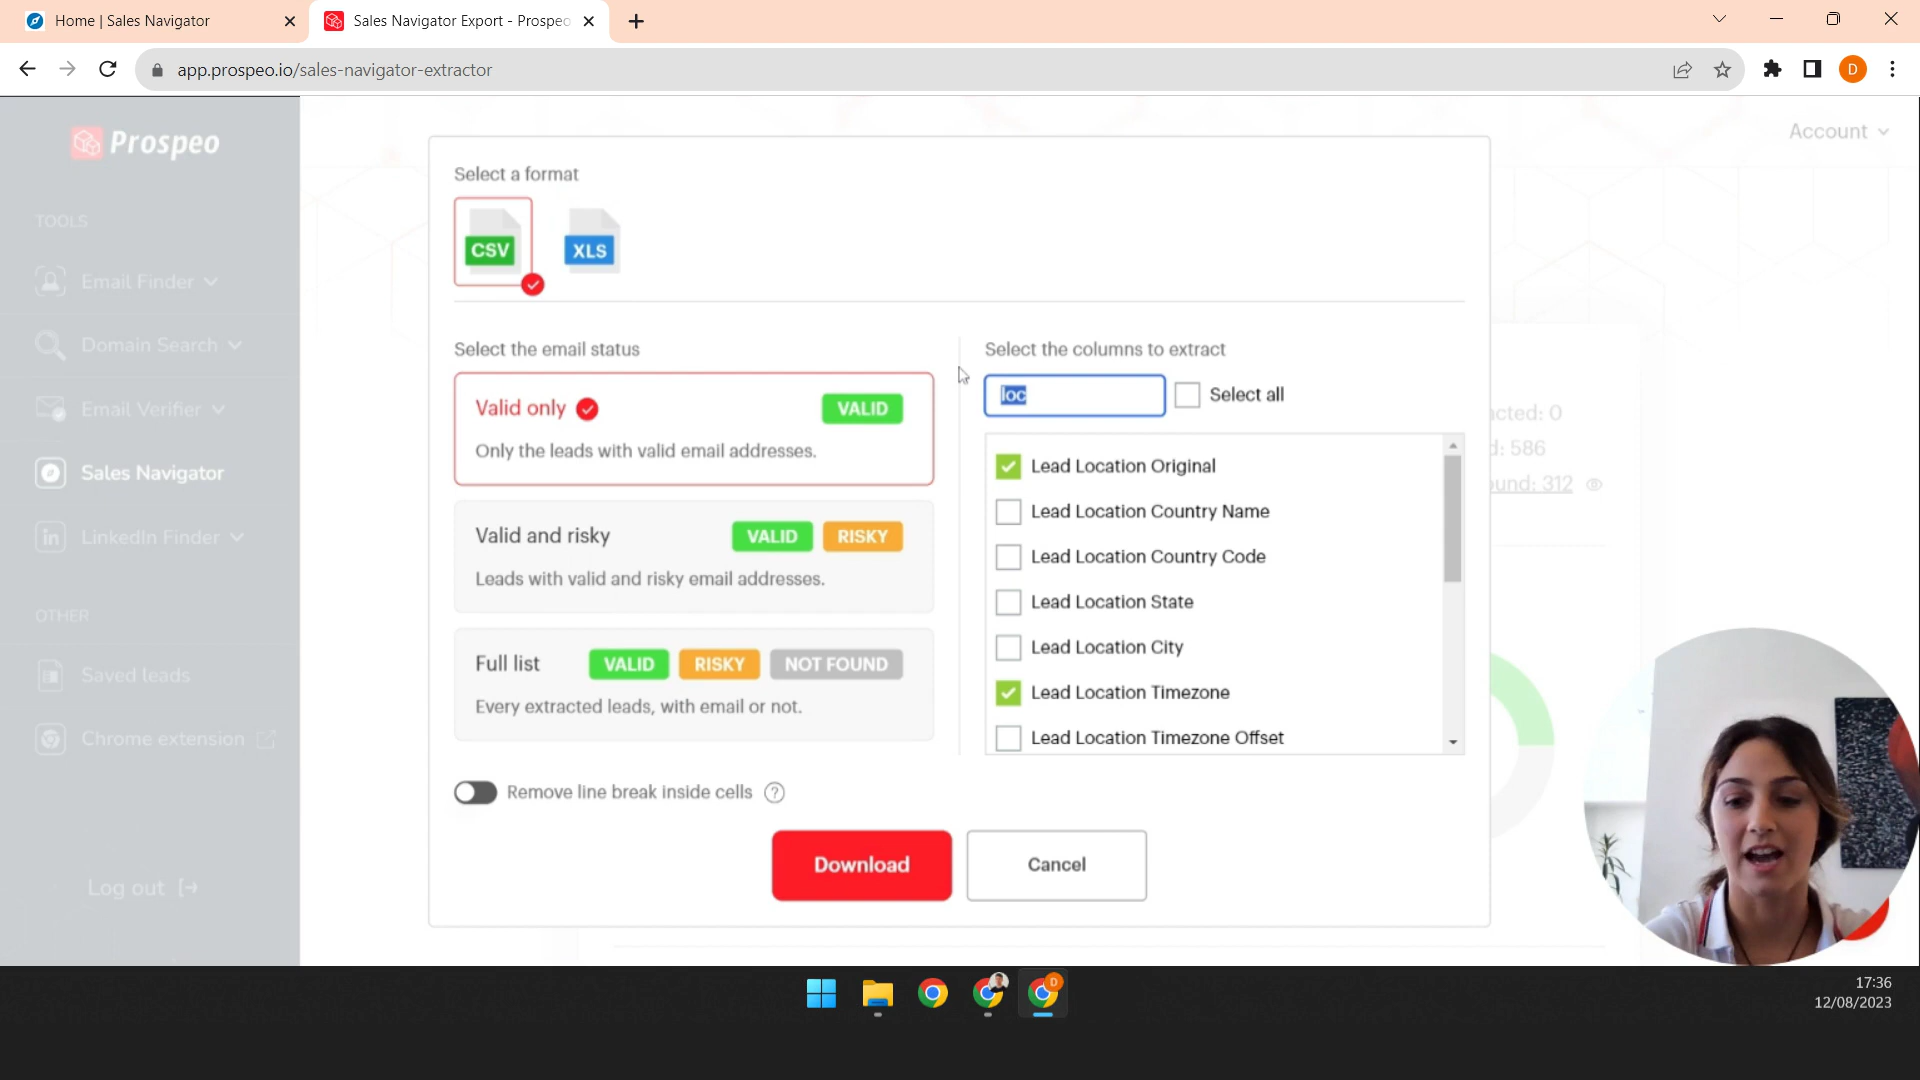 Home | Sales Navigator
Sales Navigator Export - Prospeo
app.prospeo.io/sales-navigator-extractor
D
Prospeo
Account
TOOLS
Email Finder
Domain Search
Email Verifier
Sales Navigator
LinkedIn Finder
OTHER
Saved leads
Chrome extension
Log out
Select a format
CSV
XLS
Select the email status
Valid only
VALID
Only the leads with valid email addresses.
Valid and risky
VALID
RISKY
Leads with valid and risky email addresses.
Full list
VALID
RISKY
NOT FOUND
Every extracted leads, with email or not.
Select the columns to extract
loc
Select all
Lead Location Original
Lead Location Country Name
Lead Location Country Code
Lead Location State
Lead Location City
Lead Location Timezone
Lead Location Timezone Offset
acted: 0
d: 586
und: 312
Remove line break inside cells
?
Download
Cancel
D
17:36
12/08/2023